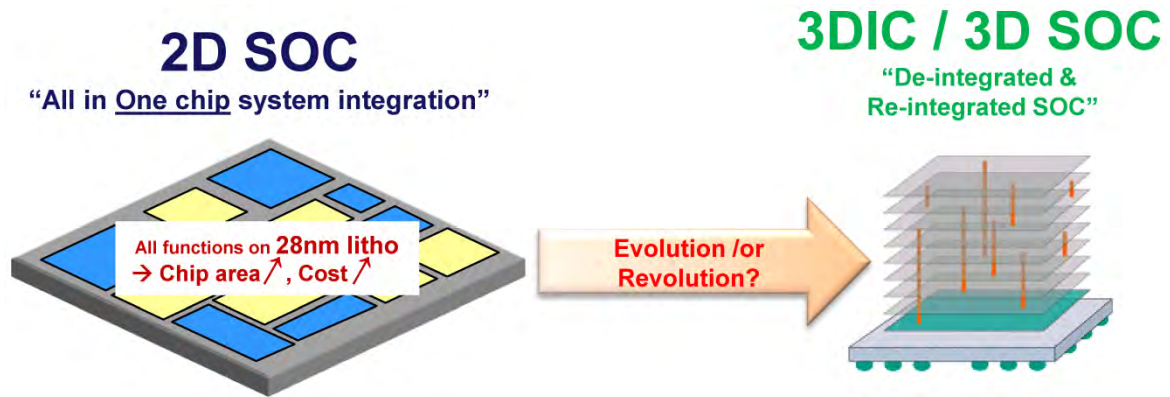 2D SOC
“All in One chip system integration”
All functions on 28nm litho
→ Chip area↗, Cost↗
Evolution /or
Revolution?
3DIC / 3D SOC
“De-integrated &
Re-integrated SOC”